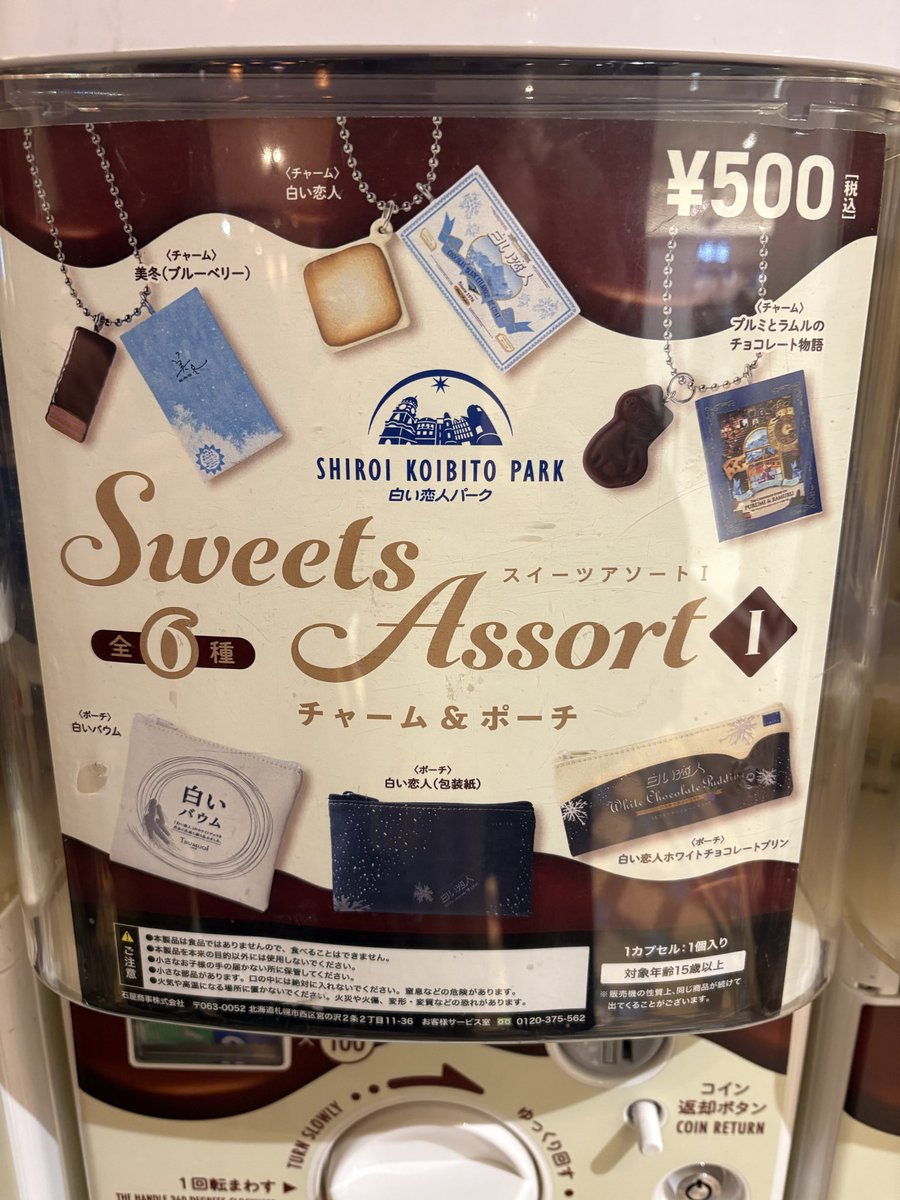 ¥500
[税込]
〈チャーム〉
白い恋人
〈チャーム〉
美冬(ブルーベリー)
〈チャーム〉
プルミとラムルの
チョコレート物語
美冬
白い恋人
PURUMI & RAMURU
SHIROI KOIBITO PARK
白い恋人パーク
Sweets
スイーツアソートI
Assort
I
全6種
チャーム&ポーチ
〈ポーチ〉
白いバウム
〈ポーチ〉
白い恋人(包装紙)
白い
バウム
Tsumugi
白い恋人
白い恋人
White Chocolate Pudding
〈ポーチ〉
白い恋人ホワイトチョコレートプリン
ご注意
●本製品は食品ではありませんので、食べることはできません。
●本製品を本来の目的以外には使用しないでください。
●小さなお子様の手の届かない所に保管してください。
●小さな部品があります。口の中には絶対に入れないでください。窒息などの危険があります。
●火気や高温になる場所に置かないでください。火災や火傷、変形・変質などの恐れがあります。
石屋商事株式会社 〒063-0052 北海道札幌市西区宮の沢2条2丁目11-36 お客様サービス室 0120-375-562
1カプセル:1個入り
対象年齢15歳以上
※販売機の性質上、同じ商品が続けて
出てくることがございます。
×100
TURN SLOWLY
ゆっくり回す
コイン
返却ボタン
COIN RETURN
1回転まわす